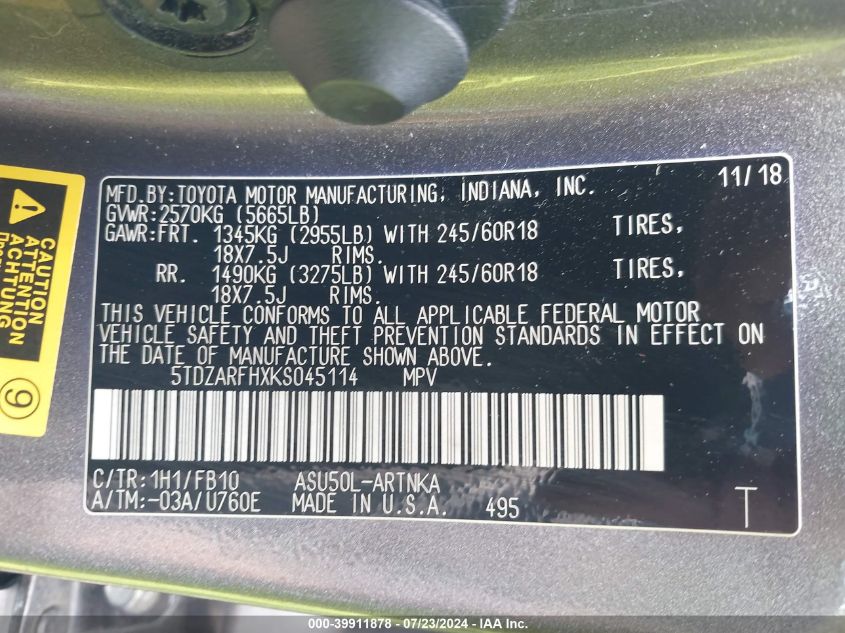 MFD.BY:TOYOTA MOTOR MANUFACTURING, INDIANA, INC. 11/18
GVWR:2570KG (5665LB)
GAWR:FRT. 1345KG (2955LB) WITH 245/60R18 TIRES,
18X7.5J RIMS.
RR. 1490KG (3275LB) WITH 245/60R18 TIRES,
18X7.5J RIMS.
THIS VEHICLE CONFORMS TO ALL APPLICABLE FEDERAL MOTOR
VEHICLE SAFETY AND THEFT PREVENTION STANDARDS IN EFFECT ON
THE DATE OF MANUFACTURE SHOWN ABOVE.
5TDZARFHXKS045114 MPV
C/TR:1H1/FB10 ASU50L-ARTNKA
A/TM:-03A/U760E MADE IN U.S.A. 495 T
CAUTION
ATTENTION
ACHTUNG
9
000-39911878 - 07/23/2024 - IAA Inc.